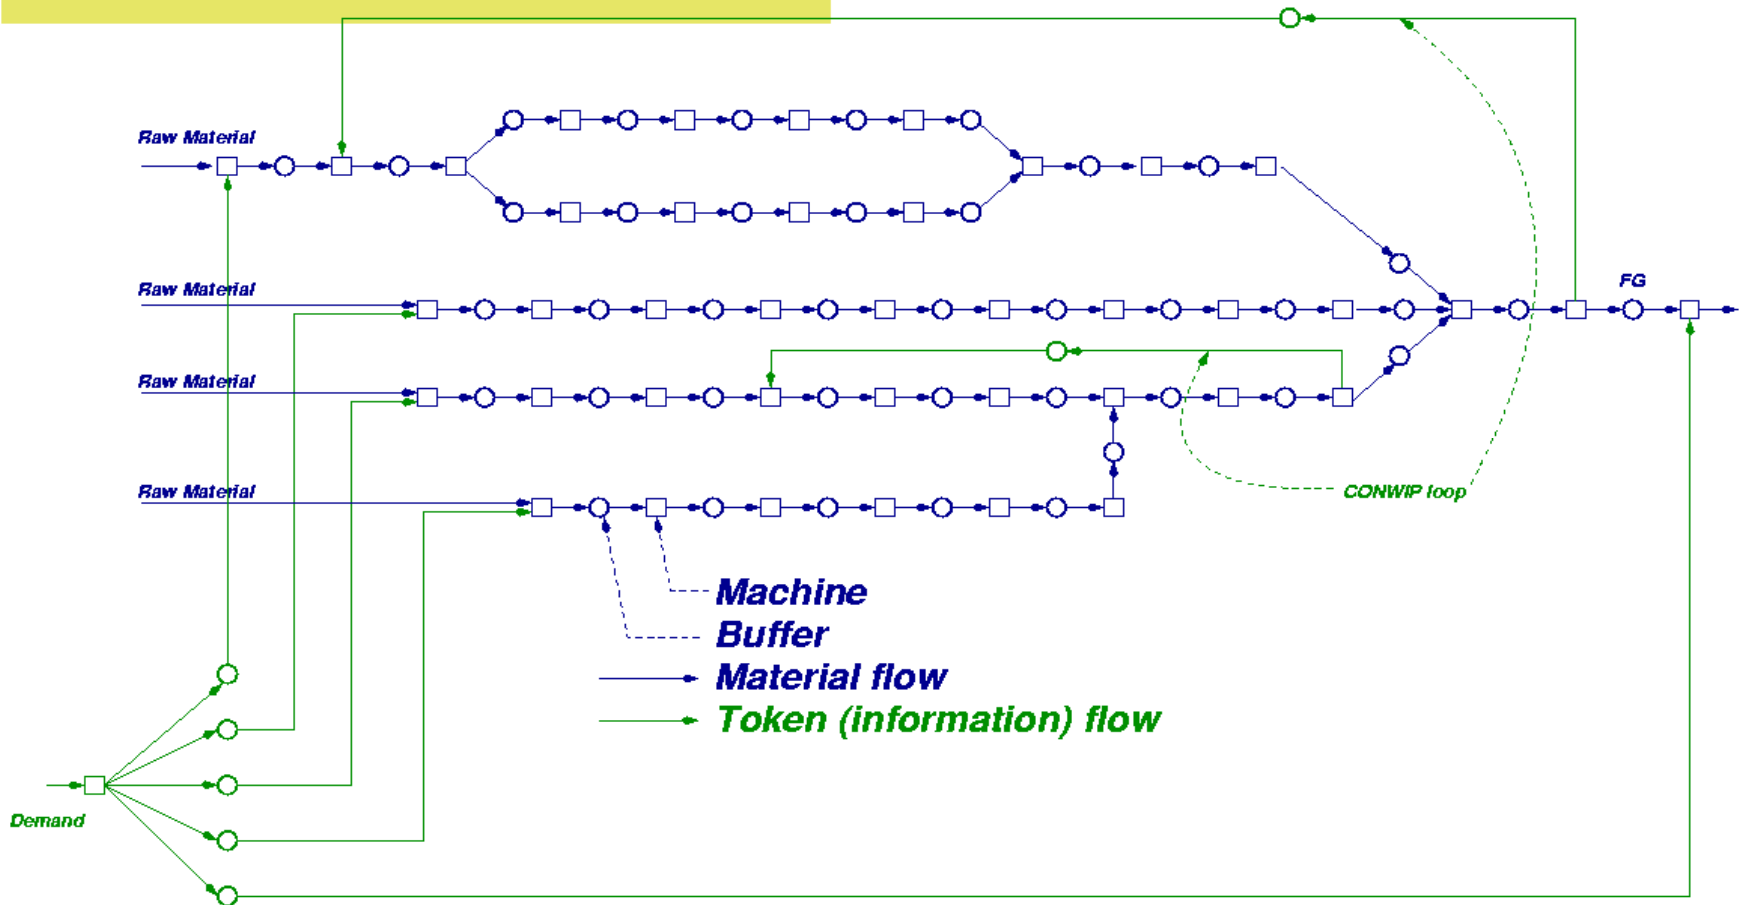 Raw Material
FG
Raw Material
Raw Material
Raw Material
CONWIP loop
Machine
Buffer
Material flow
Token (information) flow
Demand